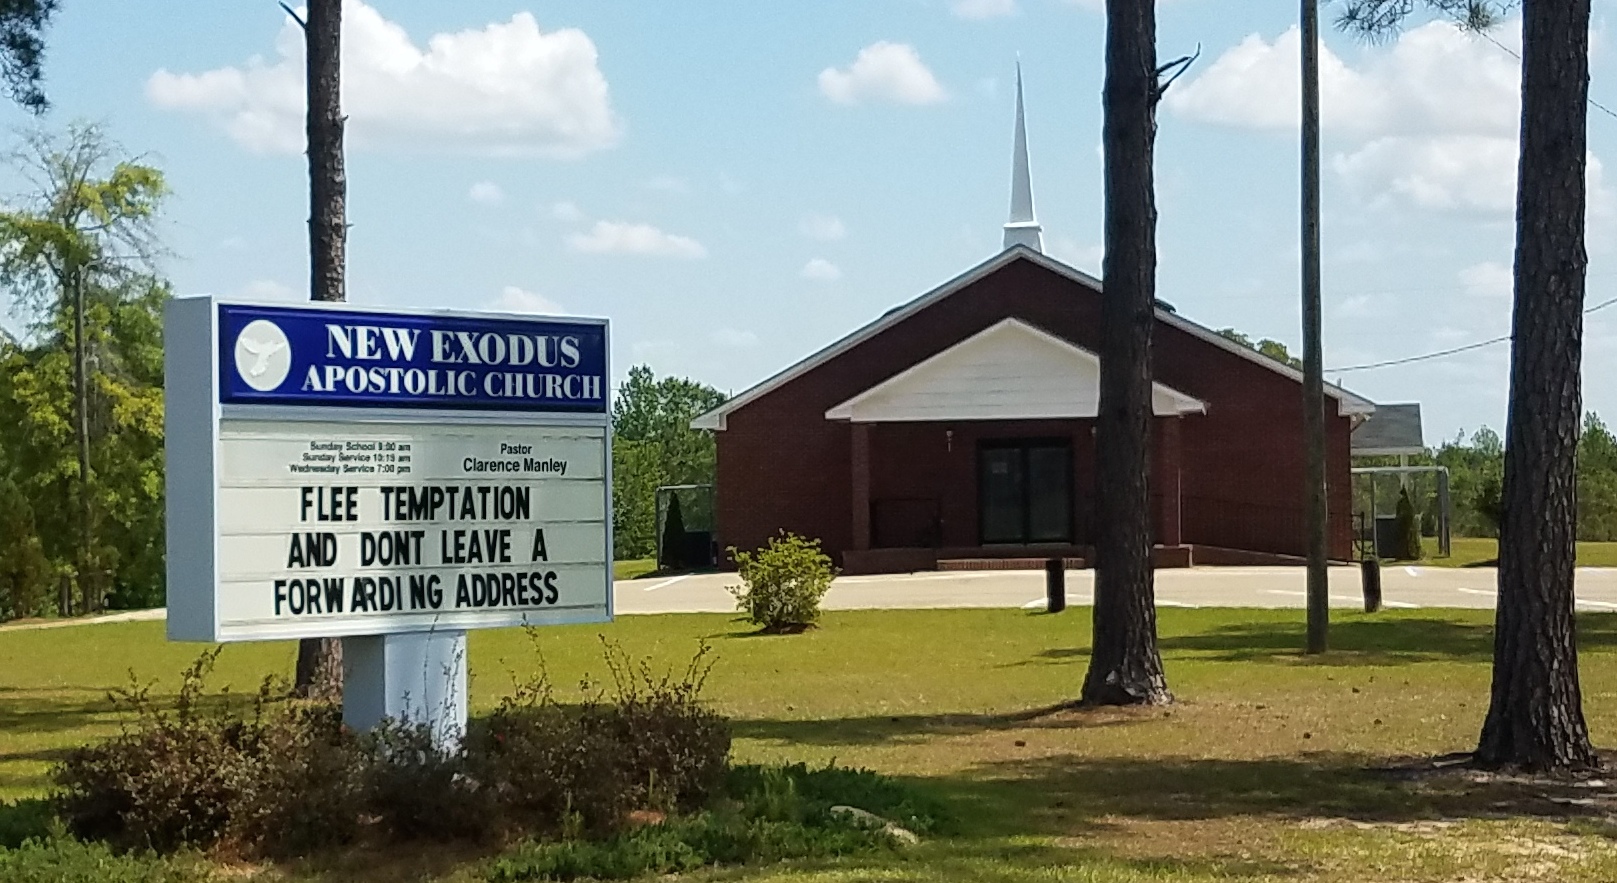 NEW EXODUS
APOSTOLIC CHURCH
Sunday School 9:00 am
Sunday Service 10:15 am
Wednesday Service 7:00 pm
Pastor
Clarence Manley
FLEE TEMPTATION
AND DONT LEAVE A
FORWARDING ADDRESS